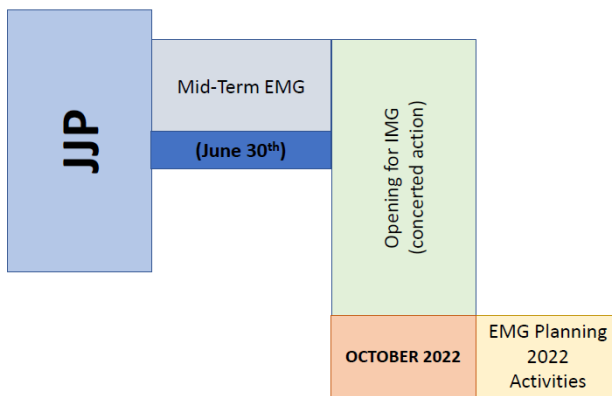 JJP
Mid-Term EMG
(June 30th)
Opening for IMG
(concerted action)
OCTOBER 2022
EMG Planning
2022
Activities